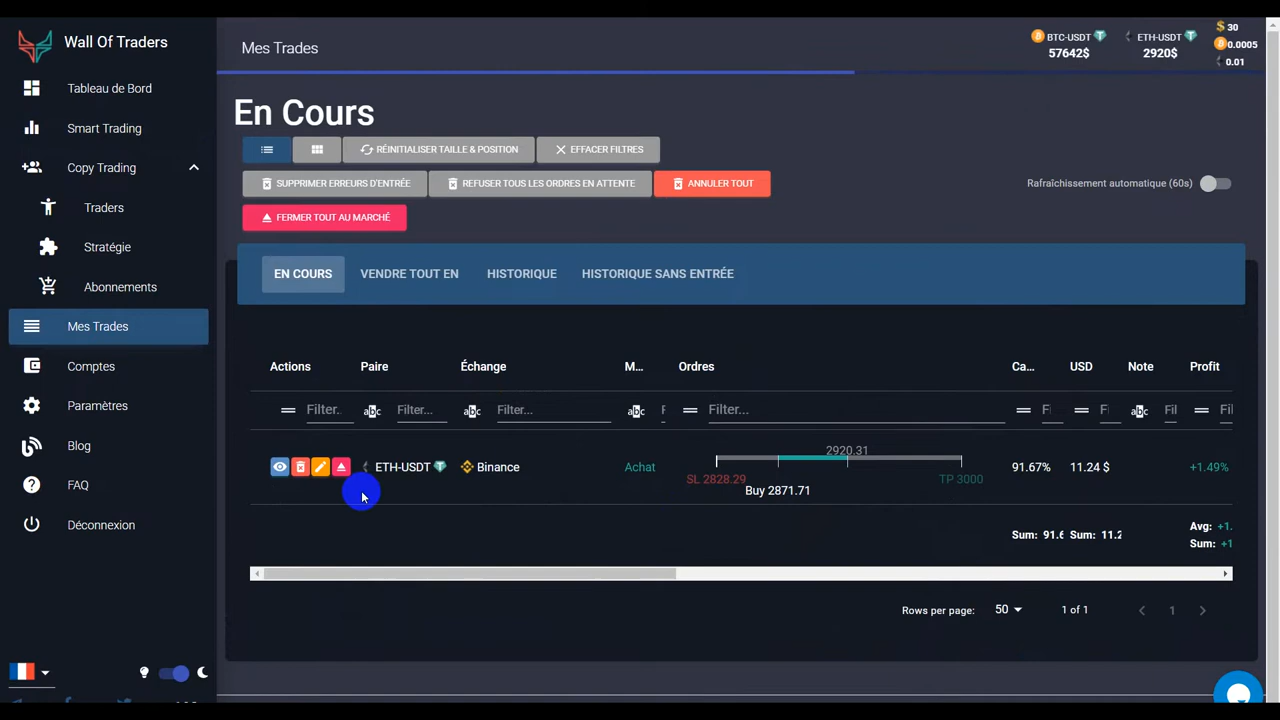 Wall Of Traders
Tableau de Bord
Smart Trading
Copy Trading
Traders
Stratégie
Abonnements
Mes Trades
Comptes
Paramètres
Blog
FAQ
Déconnexion
Mes Trades
BTC-USDT
57642$
ETH-USDT
2920$
30
0.0005
0.01
En Cours
RÉINITIALISER TAILLE & POSITION
EFFACER FILTRES
SUPPRIMER ERREURS D'ENTRÉE
REFUSER TOUS LES ORDRES EN ATTENTE
ANNULER TOUT
Rafraîchissement automatique (60s)
FERMER TOUT AU MARCHÉ
EN COURS VENDRE TOUT EN HISTORIQUE HISTORIQUE SANS ENTRÉE
Actions Paire Échange M... Ordres Ca... USD Note Profit
Filter.. abc Filter... abc Filter... abc Filter... abc
2920.31
ETH-USDT Binance Achat 91.67% 11.24 $ +1.49%
SL 2828.29 TP 3000
Buy 2871.71
Sum: 91.6 Sum: 11.2
Avg: +1.
Sum: +1
Rows per page: 50 1 of 1 1